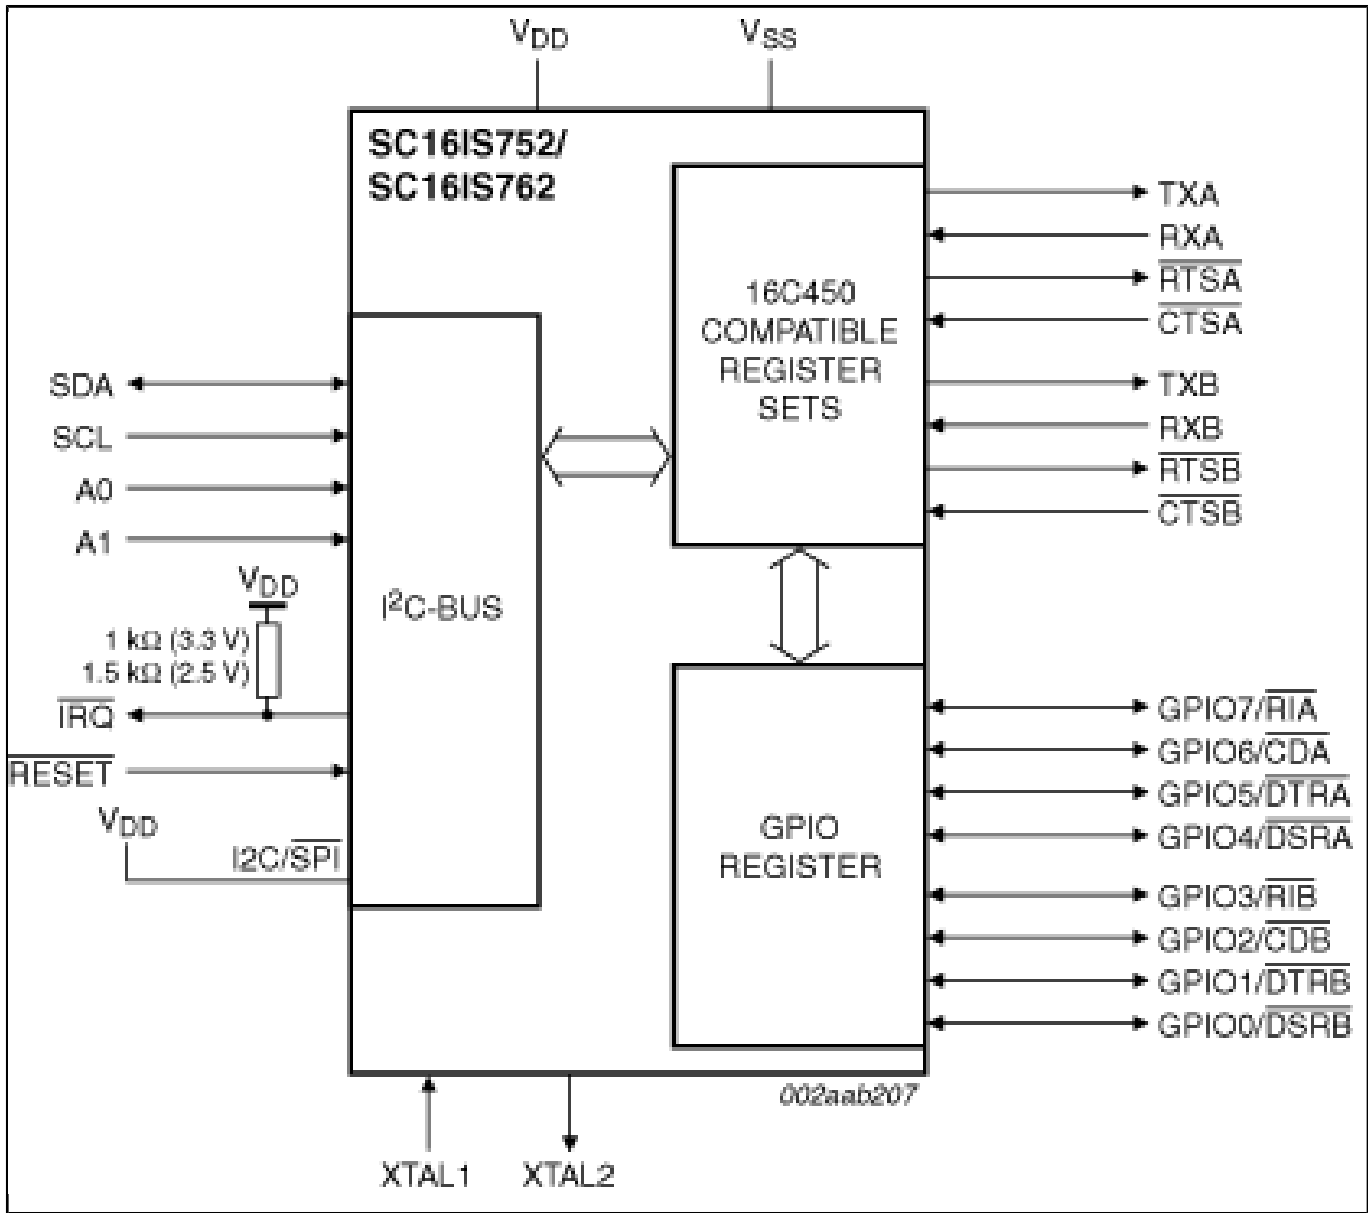 VDD
VSS
SC16IS752/
SC16IS762
16C450
COMPATIBLE
REGISTER
SETS
TXA
RXA
RTSA
CTSA
TXB
RXB
RTSB
CTSB
SDA
SCL
A0
A1
VDD
1 kΩ (3.3 V)
1.5 kΩ (2.5 V)
IRQ
RESET
VDD
I2C/SPI
I²C-BUS
GPIO
REGISTER
GPIO7/RIA
GPIO6/CDA
GPIO5/DTRA
GPIO4/DSRA
GPIO3/RIB
GPIO2/CDB
GPIO1/DTRB
GPIO0/DSRB
002aab207
XTAL1
XTAL2